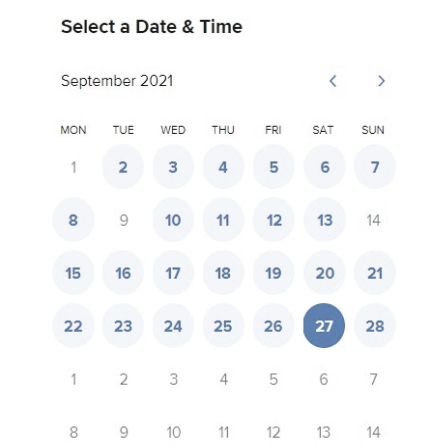 Select a Date & Time
September 2021
< >
MON TUE WED THU FRI SAT SUN
1 2 3 4 5 6 7
8 9 10 11 12 13 14
15 16 17 18 19 20 21
22 23 24 25 26 27 28
1 2 3 4 5 6 7
8 9 10 11 12 13 14